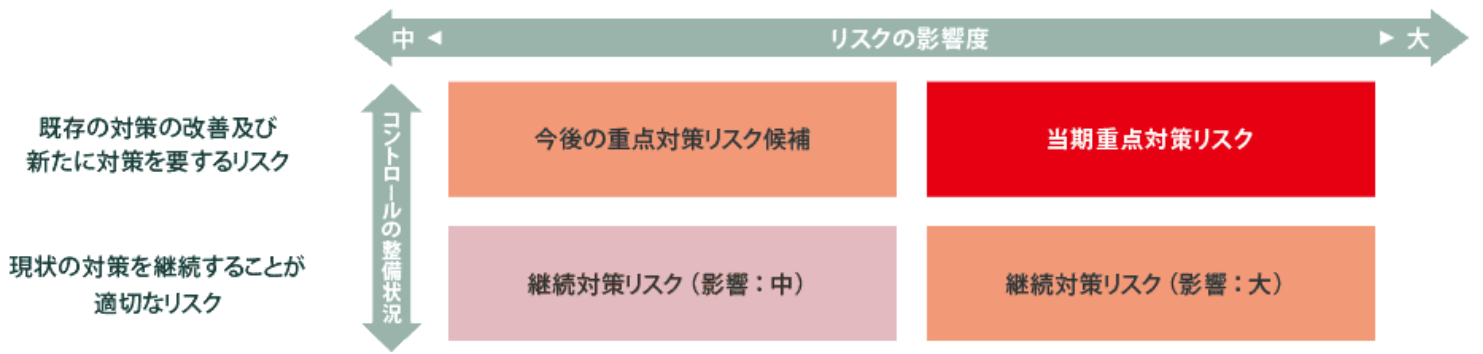 中 ◀ リスクの影響度 ▶ 大
既存の対策の改善及び
新たに対策を要するリスク
コントロールの整備状況
今後の重点対策リスク候補
当期重点対策リスク
現状の対策を継続することが
適切なリスク
継続対策リスク（影響：中）
継続対策リスク（影響：大）